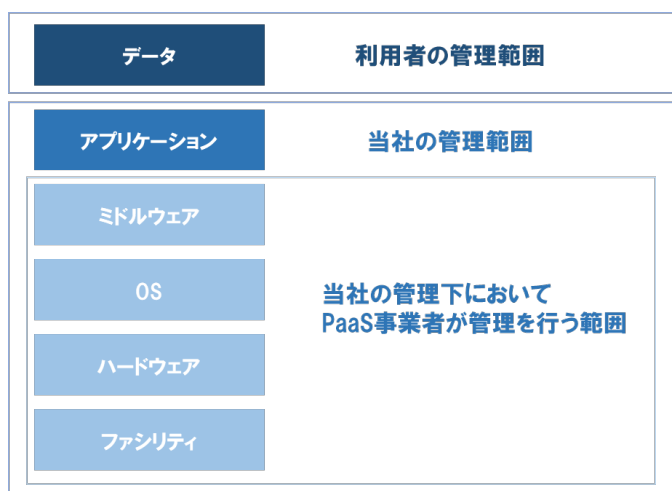 データ
利用者の管理範囲
アプリケーション
当社の管理範囲
ミドルウェア
OS
当社の管理下において
PaaS事業者が管理を行う範囲
ハードウェア
ファシリティ